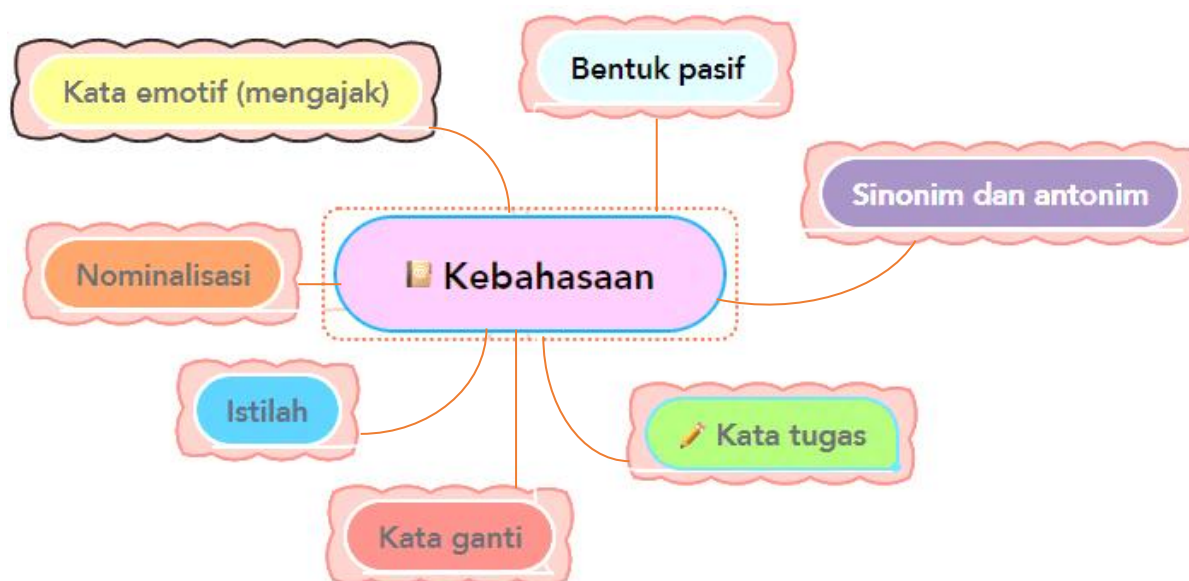 Bentuk pasif
Kata emotif (mengajak)
Sinonim dan antonim
Nominalisasi
Kebahasaan
Istilah
Kata tugas
Kata ganti